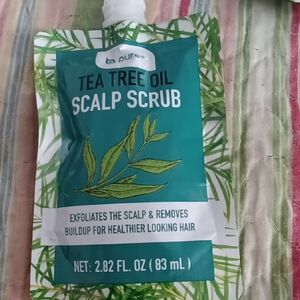 TEA TREE OIL
SCALP SCRUB
EXFOLIATES THE SCALP & REMOVES
BUILDUP FOR HEALTHIER LOOKING HAIR
NET: 2.82 FL. OZ ( 83 mL )